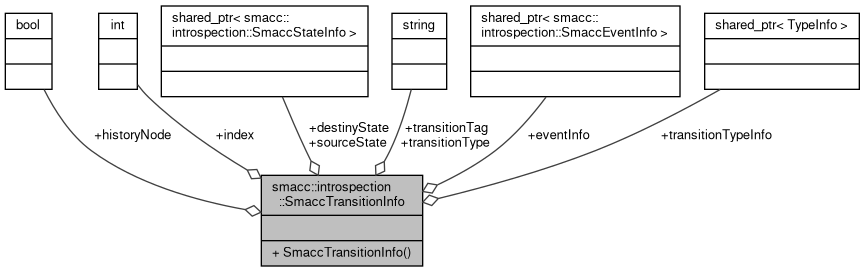 bool
int
shared_ptr< smacc::
introspection::SmaccStateInfo >
string
shared_ptr< smacc::
introspection::SmaccEventInfo >
shared_ptr< TypeInfo >
+historyNode
+index
+destinyState
+sourceState
+transitionTag
+transitionType
+eventInfo
+transitionTypeInfo
smacc::introspection
::SmaccTransitionInfo
+ SmaccTransitionInfo()